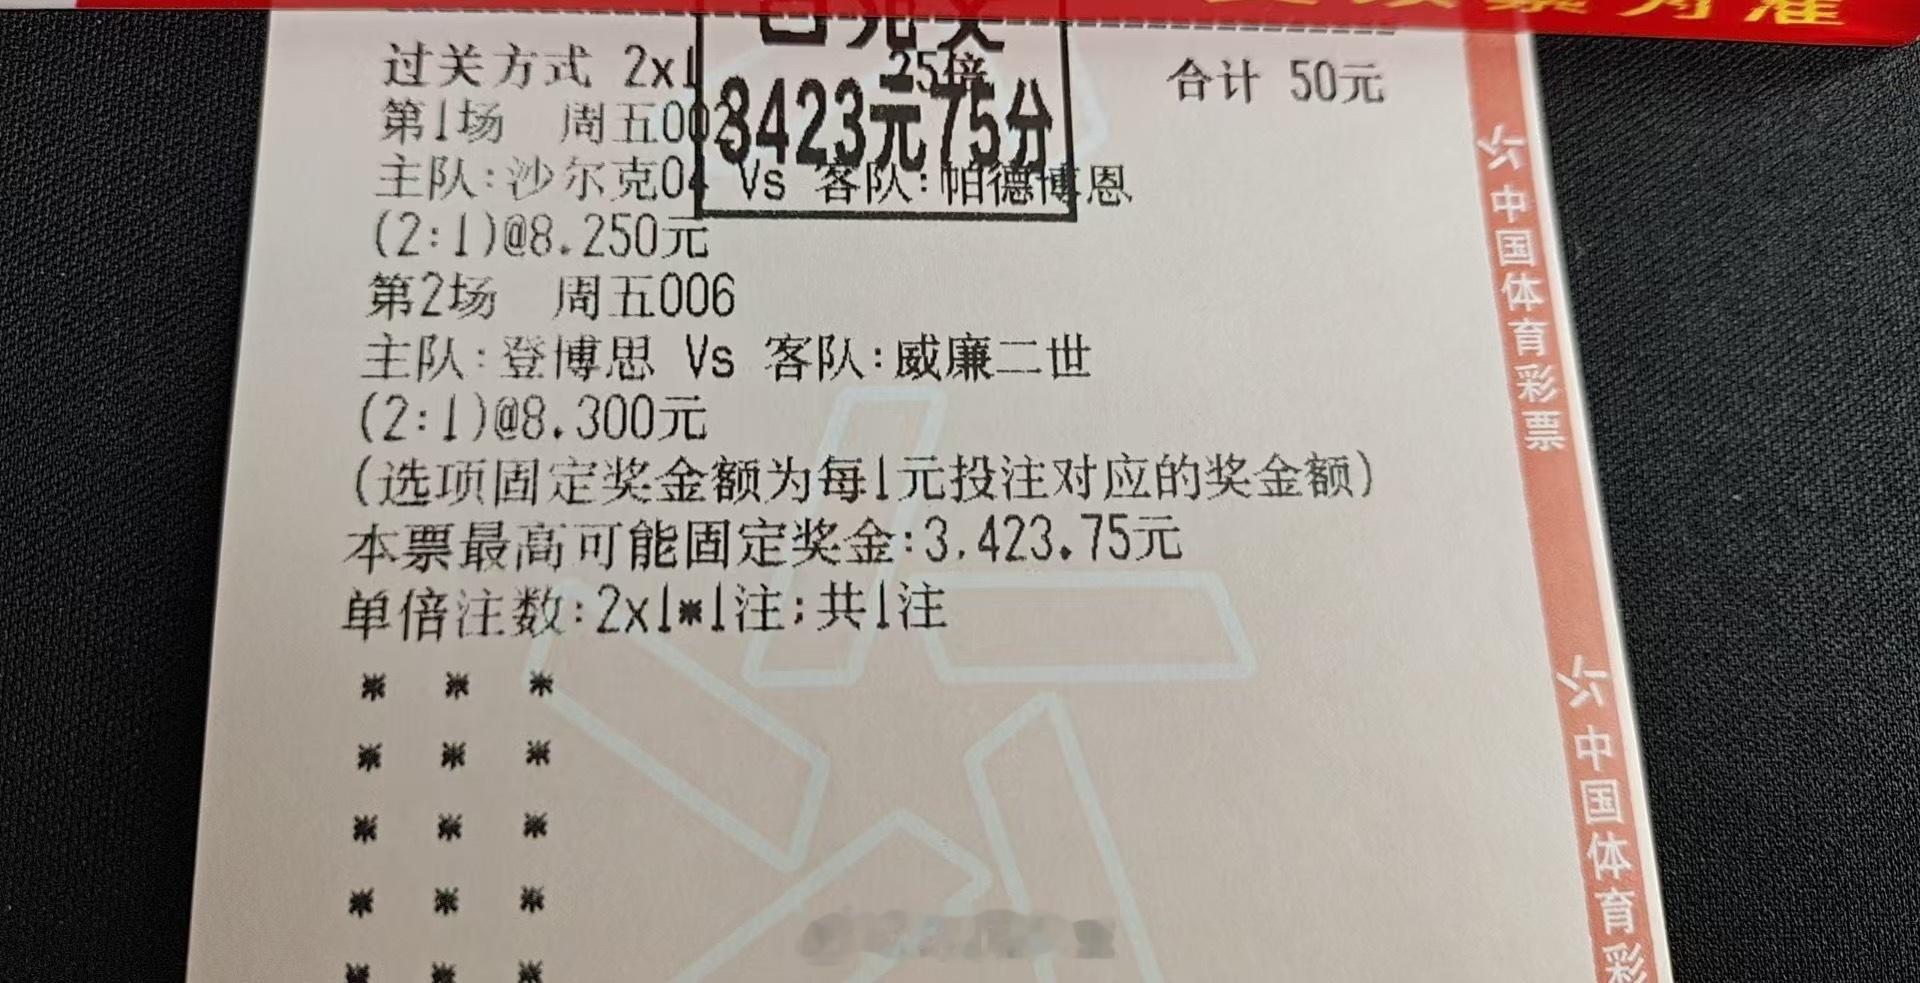 为准
过关方式 2x1 25倍 合计 50元
3423元75分
第1场 周五002
主队:沙尔克04 Vs 客队:帕德博恩
(2:1)@8.250元
第2场 周五006
主队:登博思 Vs 客队:威廉二世
(2:1)@8.300元
(选项固定奖金额为每1元投注对应的奖金额)
本票最高可能固定奖金:3,423.75元
单倍注数:2x1*1注;共1注
* * *
* * *
* * *
* * *
* * *
中国体育彩票
中国体育彩